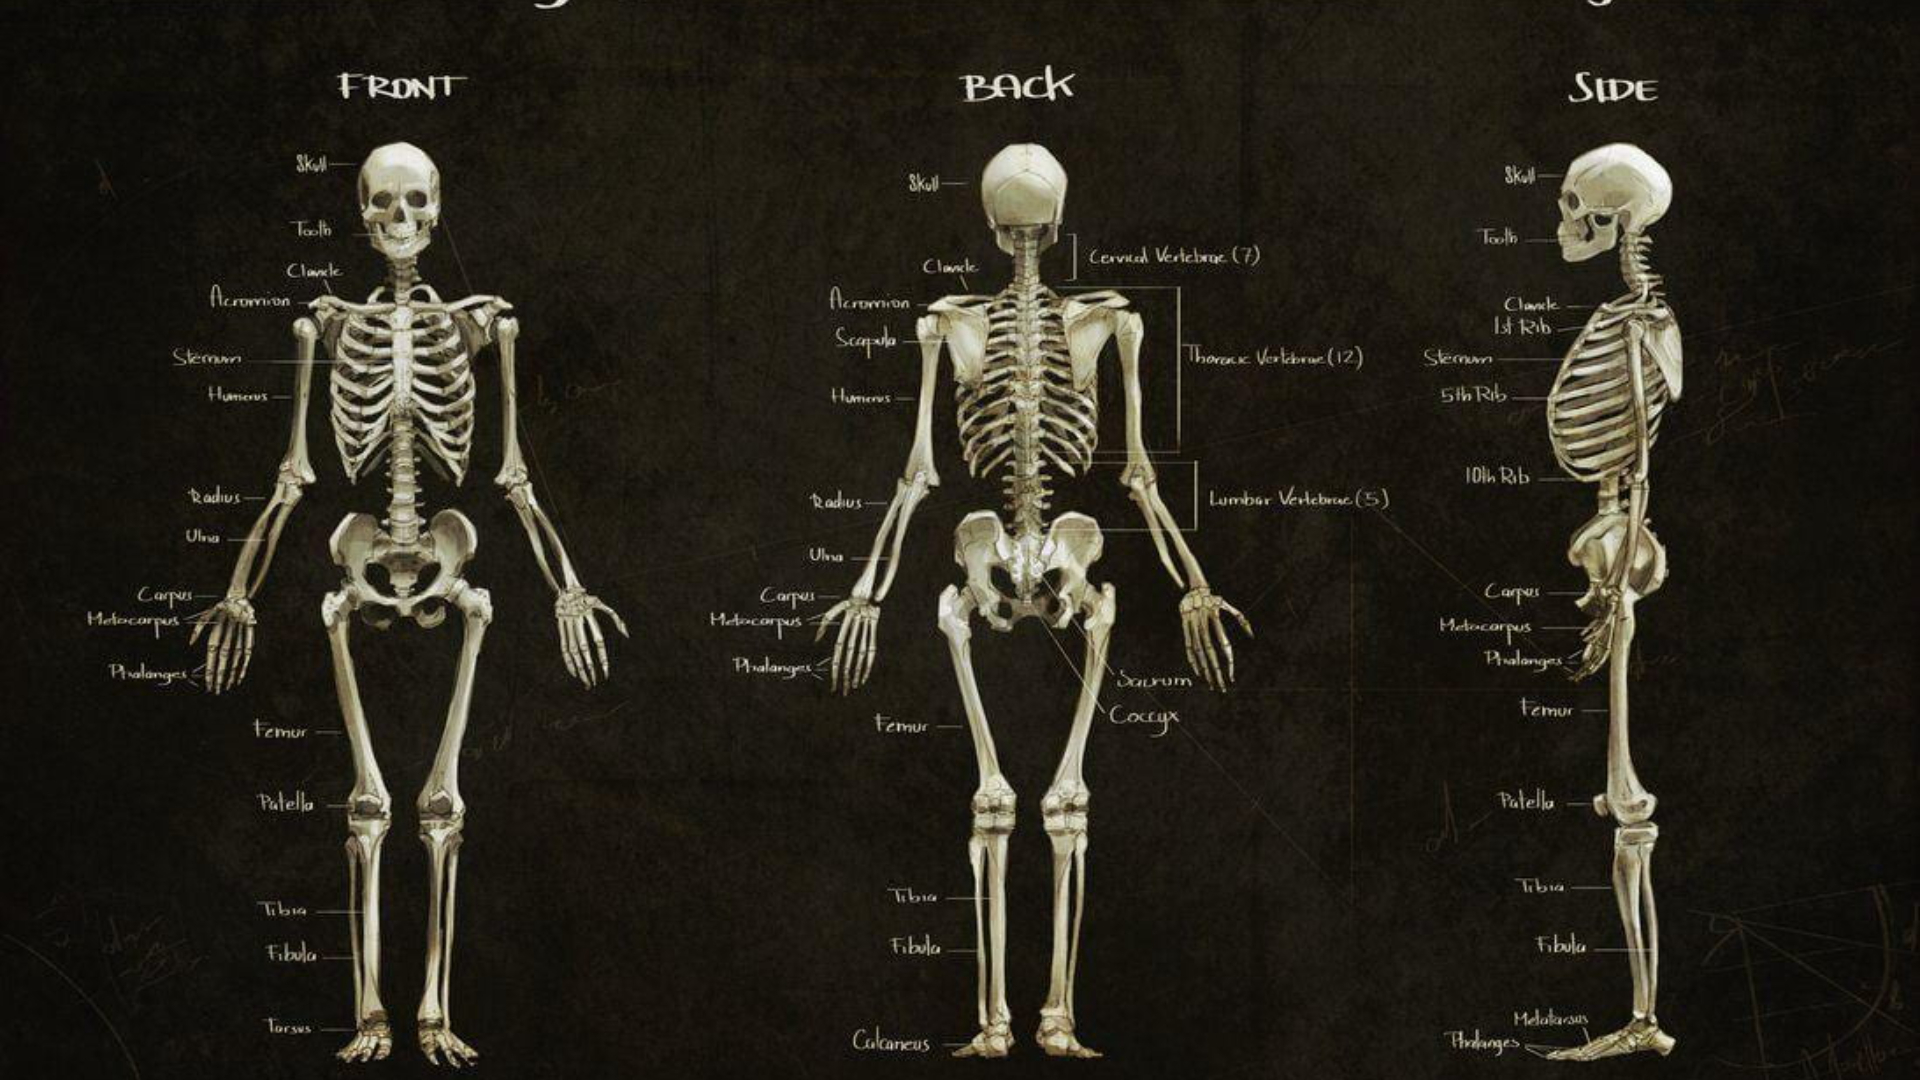 FRONT
Skull
Tooth
Clavicle
Acromion
Sternum
Humerus
Radius
Ulna
Carpus
Metacarpus
Phalanges
Femur
Patella
Tibia
Fibula
Tarsus
BACK
Skull
Cervical Vertebrae (7)
Clavicle
Acromion
Scapula
Thoracic Vertebrae (12)
Humerus
Radius
Lumbar Vertebrae (5)
Ulna
Carpus
Metacarpus
Phalanges
Sacrum
Coccyx
Femur
Tibia
Fibula
Calcaneus
SIDE
Skull
Tooth
Clavicle
1st Rib
Sternum
5th Rib
10th Rib
Carpus
Metacarpus
Phalanges
Femur
Patella
Tibia
Fibula
Metatarsus
Phalanges